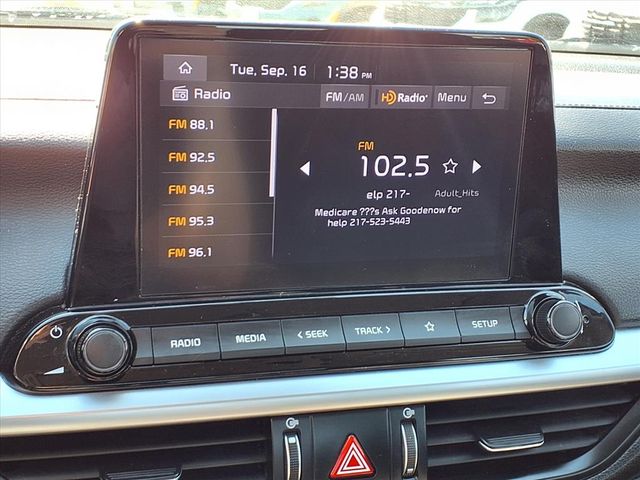 Tue, Sep. 16 1:38 PM
Radio FM/AM HD Radio Menu
FM 88.1
FM 92.5
FM 94.5
FM 95.3
FM 96.1
FM
102.5
elp 217- Adult_Hits
Medicare ???s Ask Goodenow for
help 217-523-5443
RADIO MEDIA < SEEK TRACK > SETUP